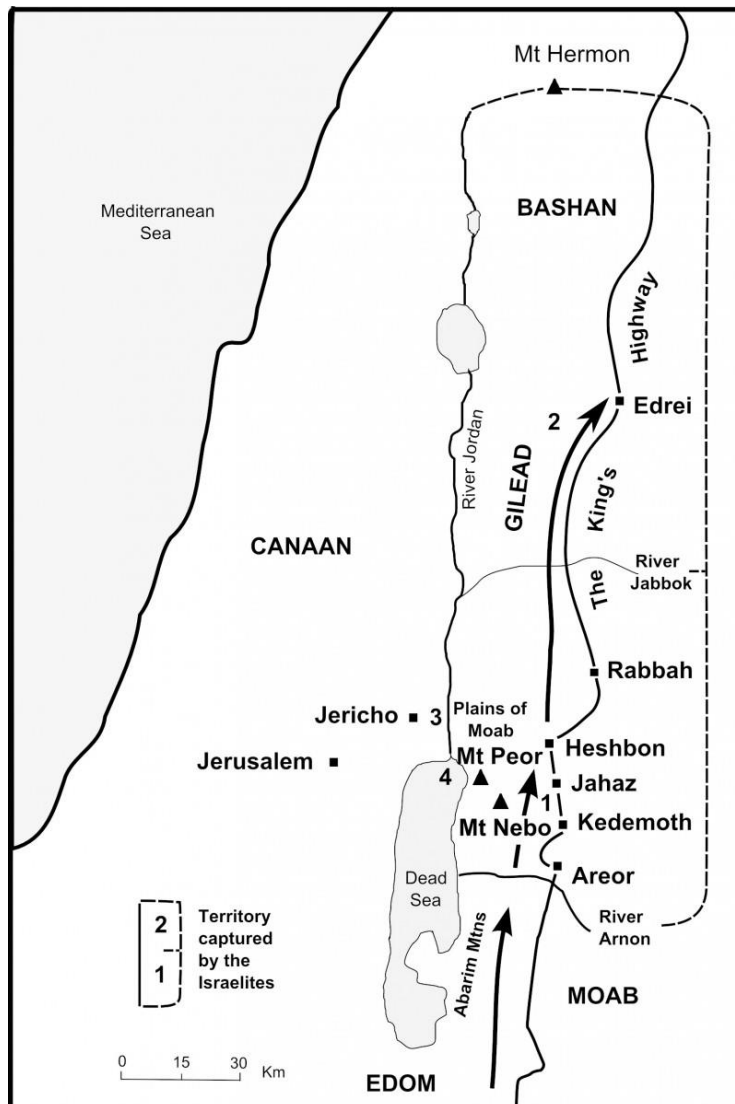 Mt Hermon
BASHAN
Mediterranean
Sea
Highway
Edrei
2
GILEAD
River Jordan
King's
CANAAN
The
River
Jabbok
Rabbah
Plains of
Moab
Jericho
3
Mt Peor
Heshbon
Jerusalem
4
Jahaz
1
Mt Nebo
Kedemoth
Areor
Dead
Sea
River
Arnon
Abarim Mtns
2
1
Territory
captured
by the
Israelites
MOAB
0 15 30
Km
EDOM